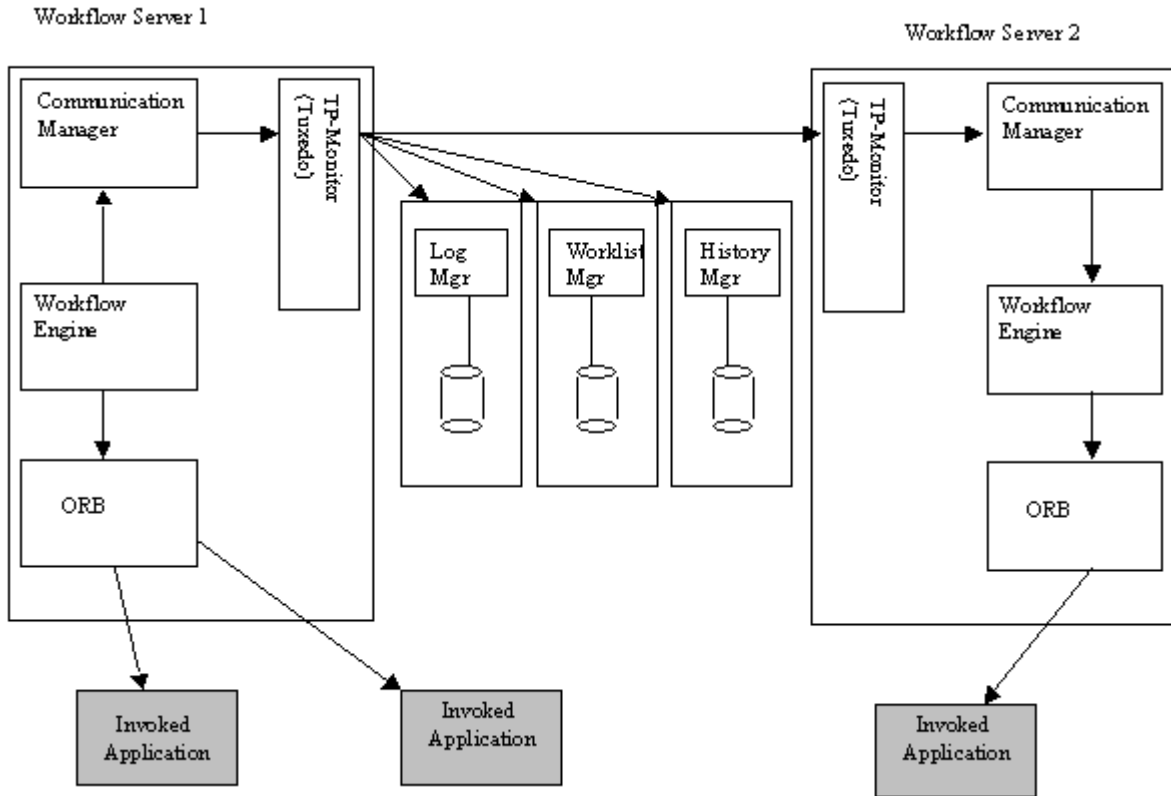 Workflow Server 1
Workflow Server 2
Communication
Manager
TP-Monitor
(Tuxedo)
TP-Monitor
(Tuxedo)
Communication
Manager
Log
Mgr
Worklist
Mgr
History
Mgr
Workflow
Engine
Workflow
Engine
ORB
ORB
Invoked
Application
Invoked
Application
Invoked
Application